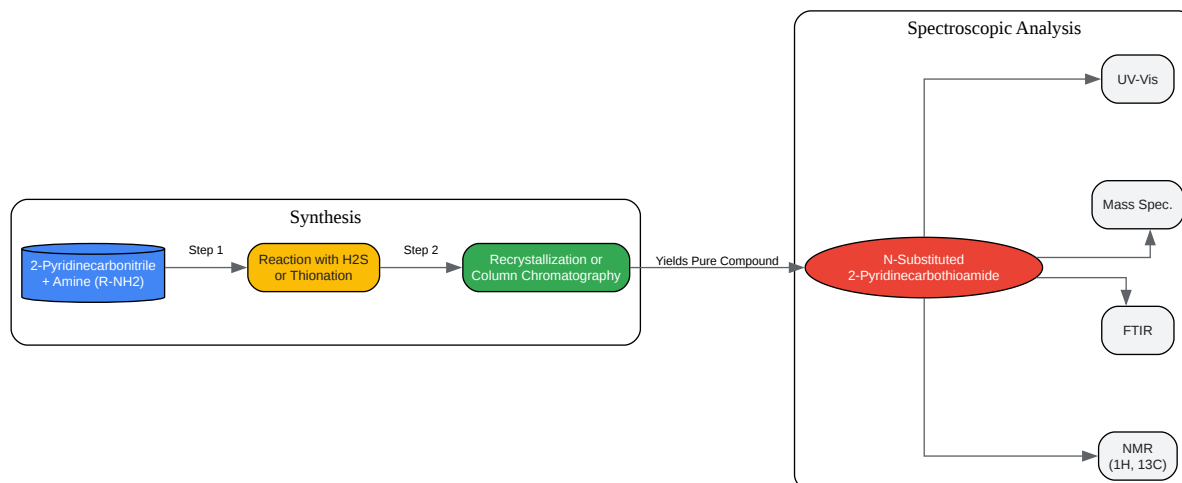 Spectroscopic Analysis
UV-Vis
Mass Spec.
Synthesis
2-Pyridinecarbonitrile
+ Amine (R-NH2)
Step 1
Reaction with H2S
or Thionation
Step 2
Recrystallization or
Column Chromatography
Yields Pure Compound
N-Substituted
2-Pyridinecarbothioamide
FTIR
NMR
(1H, 13C)